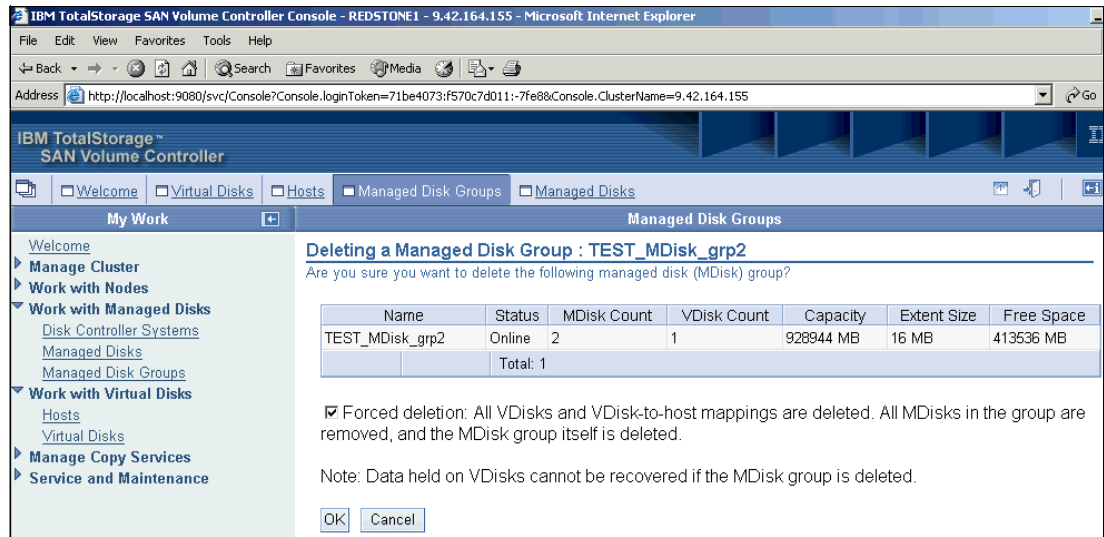 IBM TotalStorage SAN Volume Controller Console - REDSTONE1 - 9.42.164.155 - Microsoft Internet Explorer
File Edit View Favorites Tools Help
Back Search Favorites Media
Address http://localhost:9080/svc/Console?Console.loginToken=71be4073:f570c7d011:-7fe8&Console.ClusterName=9.42.164.155 Go
IBM TotalStorage™
SAN Volume Controller
Welcome Virtual Disks Hosts Managed Disk Groups Managed Disks
My Work
Managed Disk Groups
Welcome
Manage Cluster
Work with Nodes
Work with Managed Disks
Disk Controller Systems
Managed Disks
Managed Disk Groups
Work with Virtual Disks
Hosts
Virtual Disks
Manage Copy Services
Service and Maintenance
Deleting a Managed Disk Group : TEST_MDisk_grp2
Are you sure you want to delete the following managed disk (MDisk) group?
Name Status MDisk Count VDisk Count Capacity Extent Size Free Space
TEST_MDisk_grp2 Online 2 1 928944 MB 16 MB 413536 MB
Total: 1
Forced deletion: All VDisks and VDisk-to-host mappings are deleted. All MDisks in the group are
removed, and the MDisk group itself is deleted.
Note: Data held on VDisks cannot be recovered if the MDisk group is deleted.
OK Cancel